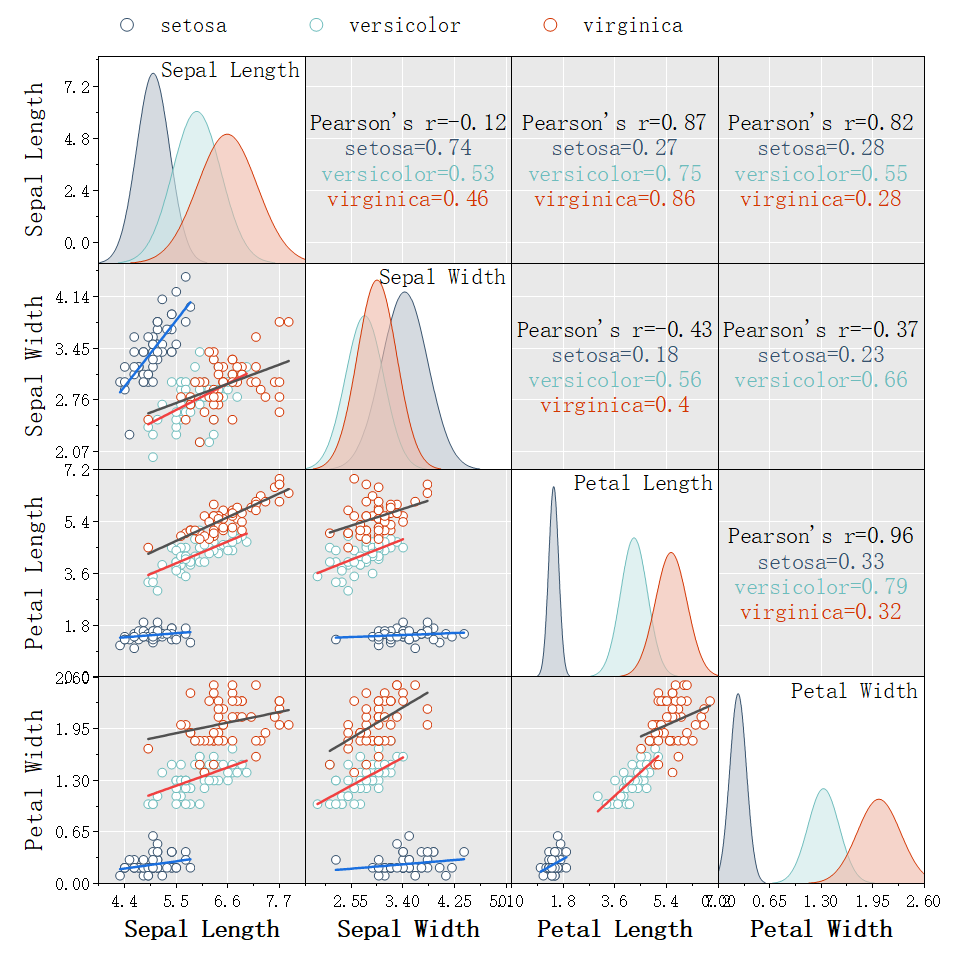 setosa versicolor virginica
Sepal Length
7.2
4.8
2.4
0.0
Sepal Length
Pearson's r=-0.12
setosa=0.74
versicolor=0.53
virginica=0.46
Pearson's r=0.87
setosa=0.27
versicolor=0.75
virginica=0.86
Pearson's r=0.82
setosa=0.28
versicolor=0.55
virginica=0.28
Sepal Width
4.14
3.45
2.76
2.07
Sepal Width
Pearson's r=-0.43
setosa=0.18
versicolor=0.56
virginica=0.4
Pearson's r=-0.37
setosa=0.23
versicolor=0.66
Petal Length
7.2
5.4
3.6
1.8
Petal Length
Pearson's r=0.96
setosa=0.33
versicolor=0.79
virginica=0.32
Petal Width
1.95
1.30
0.65
0.00
Petal Width
4.4 5.5 6.6 7.7
2.55 3.40 4.25
1.8 3.6 5.4
0.65 1.30 1.95 2.60
Sepal Length Sepal Width Petal Length Petal Width